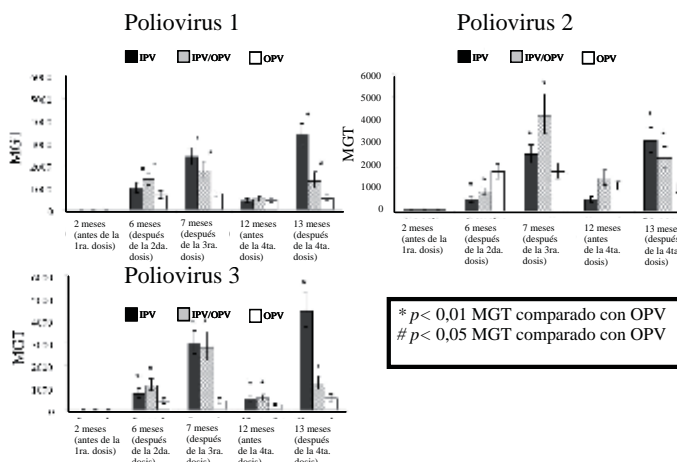 Poliovirus 1
IPV IPV/OPV OPV
MGT
2 meses (antes de la 1ra. dosis)
6 meses (después de la 2da. dosis)
7 meses (después de la 3ra. dosis)
12 meses (antes de la 4ta. dosis)
13 meses (después de la 4ta. dosis)
Poliovirus 2
IPV IPV/OPV OPV
MGT
6000
5000
4000
3000
2000
1000
0
2 meses (antes de la 1ra. dosis)
6 meses (después de la 2da. dosis)
7 meses (después de la 3ra. dosis)
12 meses (antes de la 4ta. dosis)
13 meses (después de la 4ta. dosis)
Poliovirus 3
IPV IPV/OPV OPV
MGT
2 meses (antes de la 1ra. dosis)
6 meses (después de la 2da. dosis)
7 meses (después de la 3ra. dosis)
12 meses (antes de la 4ta. dosis)
13 meses (después de la 4ta. dosis)
* p< 0,01 MGT comparado con OPV
# p< 0,05 MGT comparado con OPV